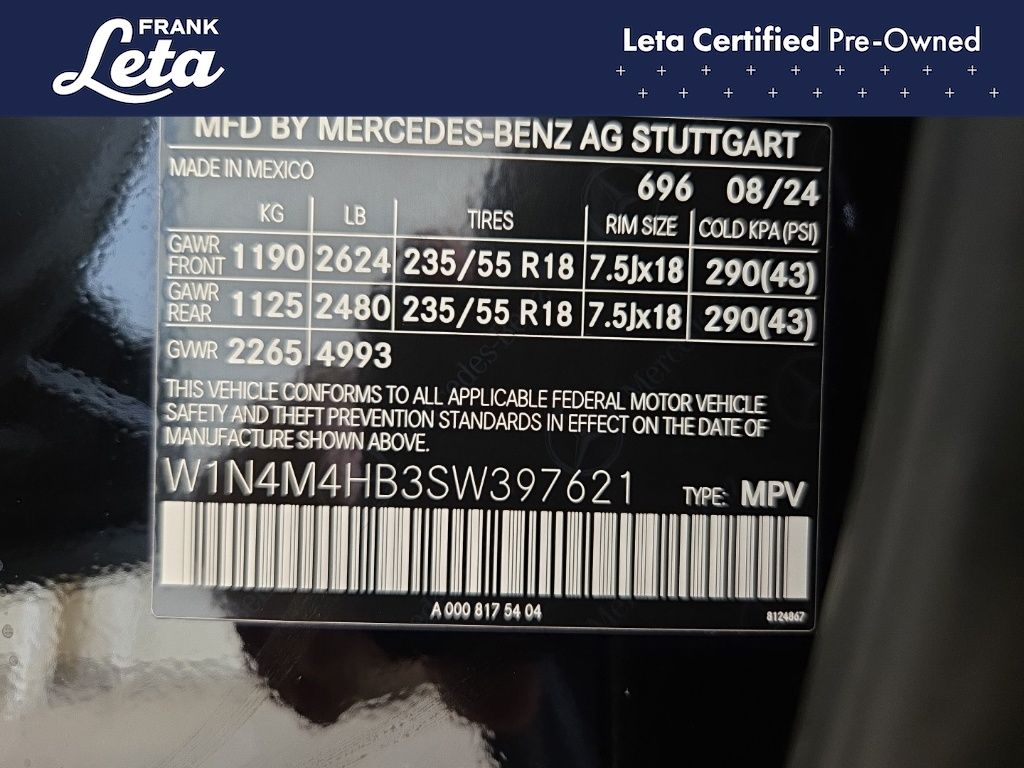 FRANK
Leta
Leta Certified Pre-Owned
MFD BY MERCEDES-BENZ AG STUTTGART
MADE IN MEXICO
696 08/24
KG LB TIRES RIM SIZE COLD KPA (PSI)
GAWR FRONT 1190 2624 235/55 R18 7.5Jx18 290(43)
GAWR REAR 1125 2480 235/55 R18 7.5Jx18 290(43)
GVWR 2265 4993
THIS VEHICLE CONFORMS TO ALL APPLICABLE FEDERAL MOTOR VEHICLE
SAFETY AND THEFT PREVENTION STANDARDS IN EFFECT ON THE DATE OF
MANUFACTURE SHOWN ABOVE.
W1N4M4HB3SW397621 TYPE: MPV
A 000 817 54 04
8124867